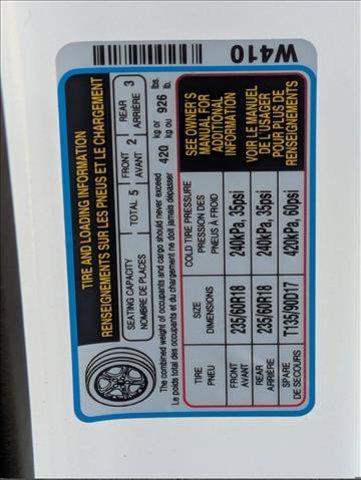 W410
TIRE AND LOADING INFORMATION
RENSEIGNEMENTS SUR LES PNEUS ET LE CHARGEMENT
SEATING CAPACITY
NOMBRE DE PLACES
TOTAL 5
FRONT 2
AVANT
REAR 3
ARRIÈRE
The combined weight of occupants and cargo should never exceed
Le poids total des occupants et du chargement ne doit jamais dépasser
420 kg or 926 lbs.
kg ou lb.
TIRE SIZE COLD TIRE PRESSURE
PNEU DIMENSIONS PRESSION DES
PNEUS À FROID
FRONT
AVANT 235/60R18 240kPa, 35psi
REAR
ARRIÈRE 235/60R18 240kPa, 35psi
SPARE
DE SECOURS T135/90D17 420kPa, 60psi
SEE OWNER'S
MANUAL FOR
ADDITIONAL
INFORMATION
VOIR LE MANUEL
DE L'USAGER
POUR PLUS DE
RENSEIGNEMENTS